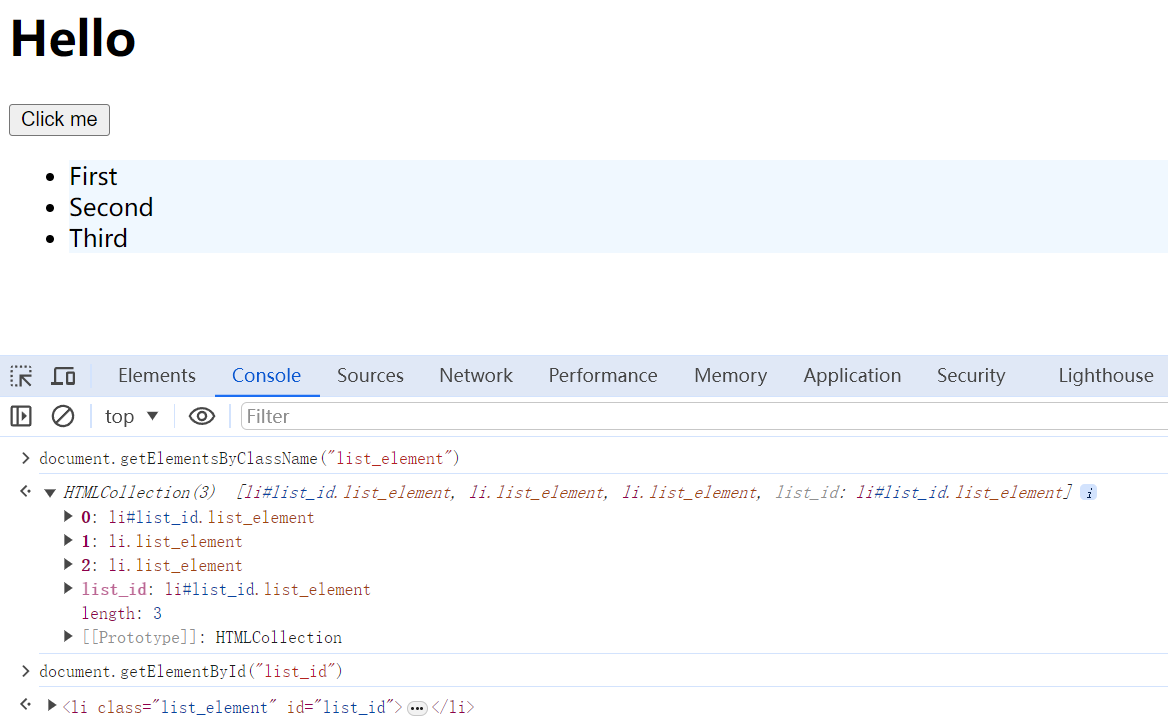 Hello
Click me
First
Second
Third
Elements Console Sources Network Performance Memory Application Security Lighthouse
top Filter
document.getElementsByClassName("list_element")
HTMLCollection(3) [li#list_id.list_element, li.list_element, li.list_element, list_id: li#list_id.list_element] i
0: li#list_id.list_element
1: li.list_element
2: li.list_element
list_id: li#list_id.list_element
length: 3
[[Prototype]]: HTMLCollection
document.getElementById("list_id")
<li class="list_element" id="list_id">…</li>